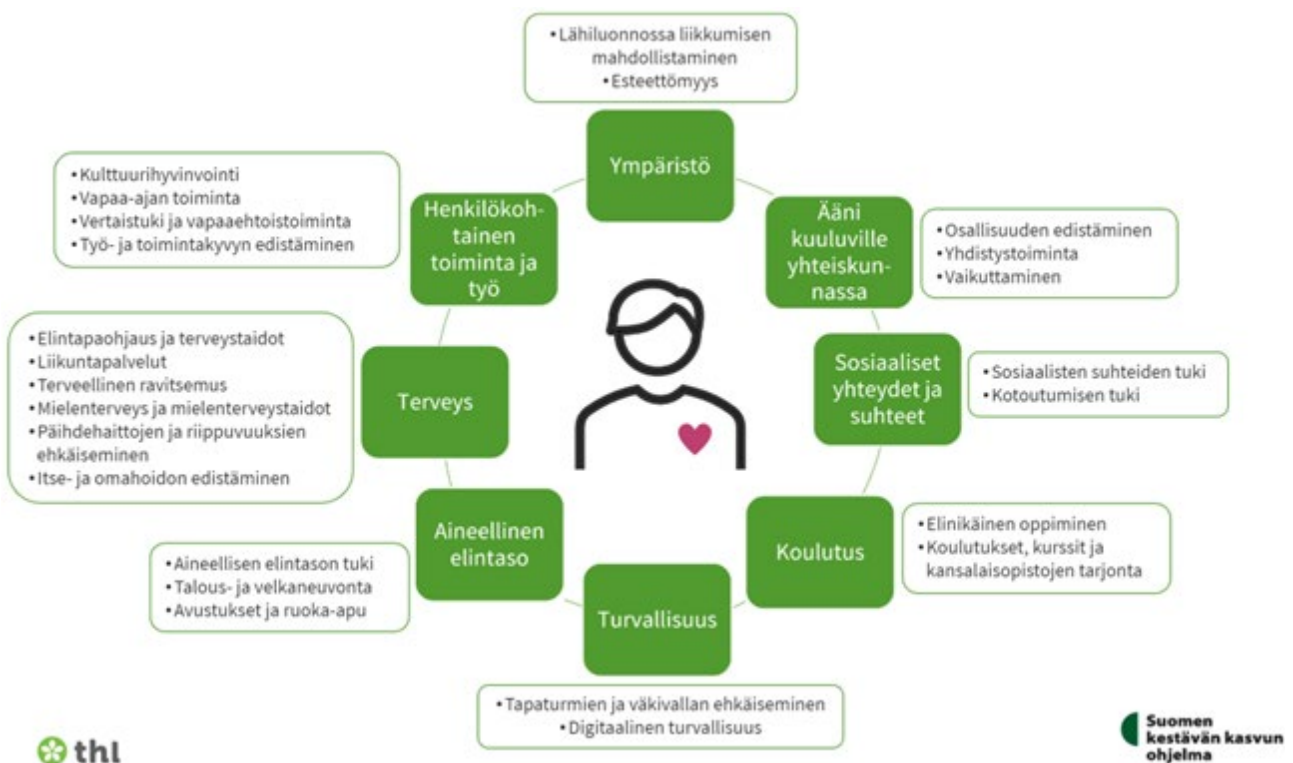 • Lähiluonnossa liikkumisen
mahdollistaminen
• Esteettömyys
Ympäristö
• Kulttuurihyvinvointi
• Vapaa-ajan toiminta
• Vertaistuki ja vapaaehtoistoiminta
• Työ- ja toimintakyvyn edistäminen
Henkilökoh-
tainen
toiminta ja
työ
Ääni
kuuluville
yhteiskun-
nassa
• Osallisuuden edistäminen
• Yhdistystoiminta
• Vaikuttaminen
• Elintapaohjaus ja terveystaidot
• Liikuntapalvelut
• Terveellinen ravitsemus
• Mielenterveys ja mielenterveystaidot
• Päihdehaittojen ja riippuvuuksien
ehkäiseminen
• Itse- ja omahoidon edistäminen
Terveys
Sosiaaliset
yhteydet ja
suhteet
• Sosiaalisten suhteiden tuki
• Kotoutumisen tuki
• Aineellisen elintason tuki
• Talous- ja velkaneuvonta
• Avustukset ja ruoka-apu
Aineellinen
elintaso
Koulutus
• Elinikäinen oppiminen
• Koulutukset, kurssit ja
kansalaisopistojen tarjonta
Turvallisuus
• Tapaturmien ja väkivallan ehkäiseminen
• Digitaalinen turvallisuus
thl
Suomen
kestävän kasvun
ohjelma